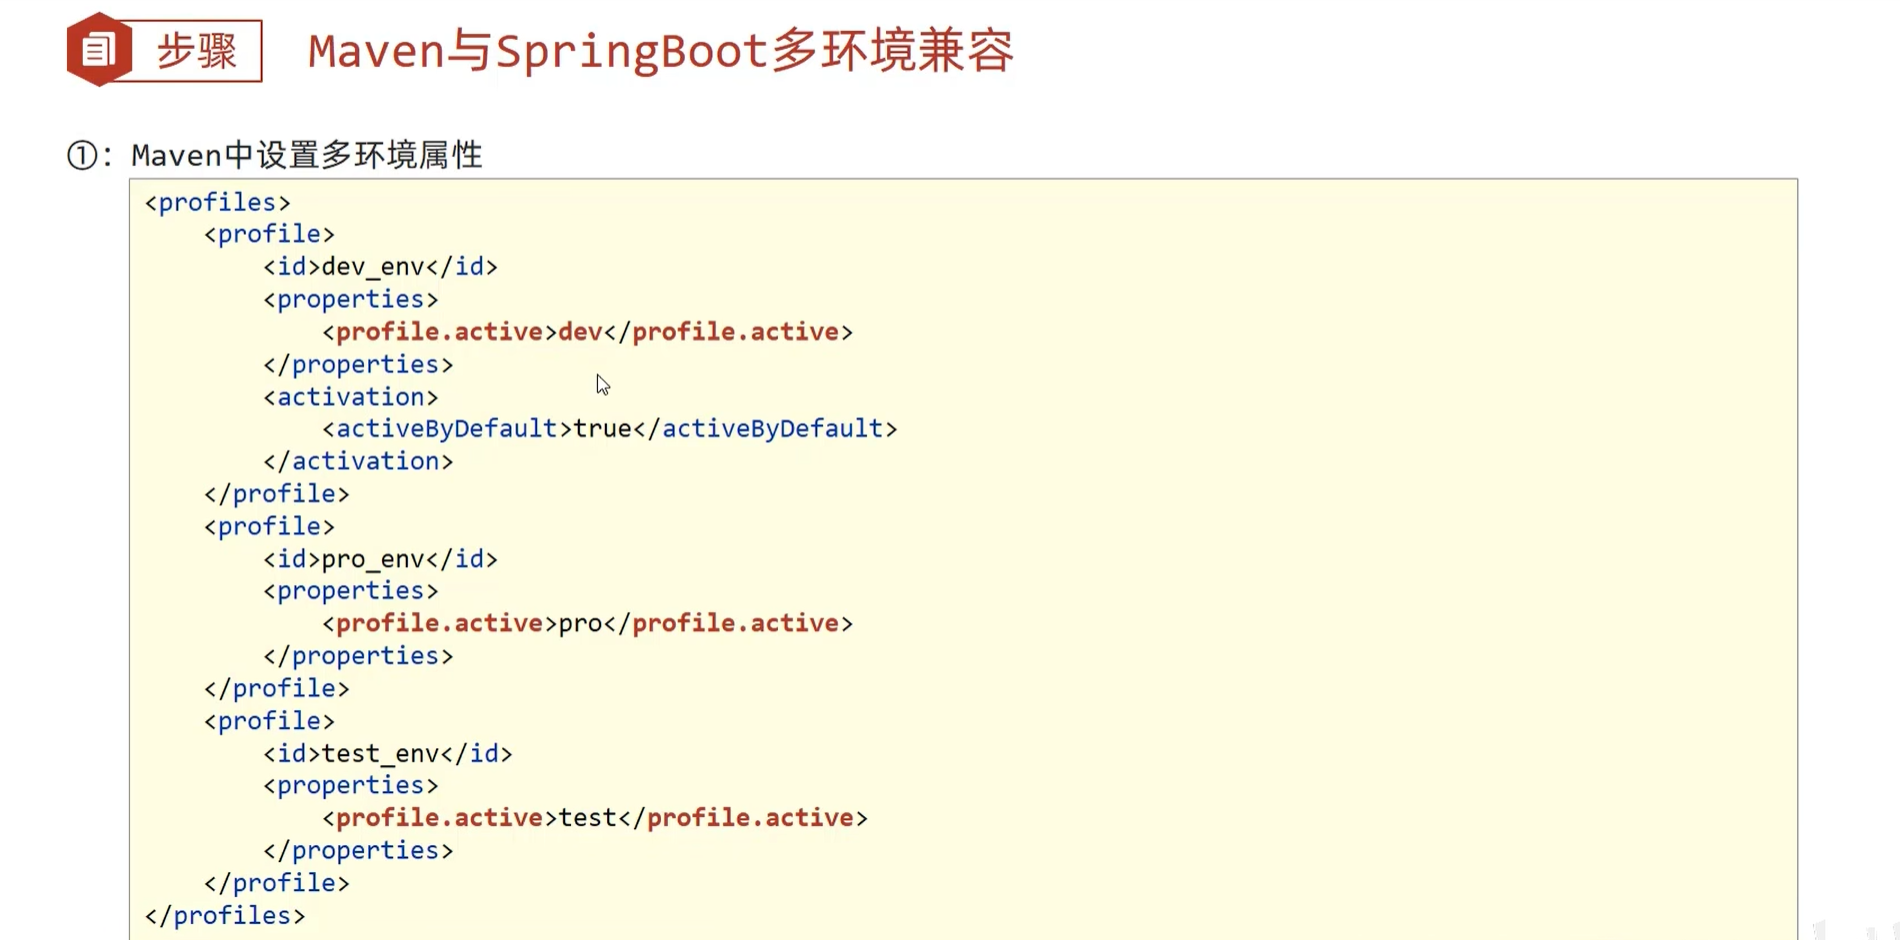 步骤 Maven与SpringBoot多环境兼容
①：Maven中设置多环境属性
<profiles>
    <profile>
        <id>dev_env</id>
        <properties>
            <profile.active>dev</profile.active>
        </properties>
        <activation>
            <activeByDefault>true</activeByDefault>
        </activation>
    </profile>
    <profile>
        <id>pro_env</id>
        <properties>
            <profile.active>pro</profile.active>
        </properties>
    </profile>
    <profile>
        <id>test_env</id>
        <properties>
            <profile.active>test</profile.active>
        </properties>
    </profile>
</profiles>